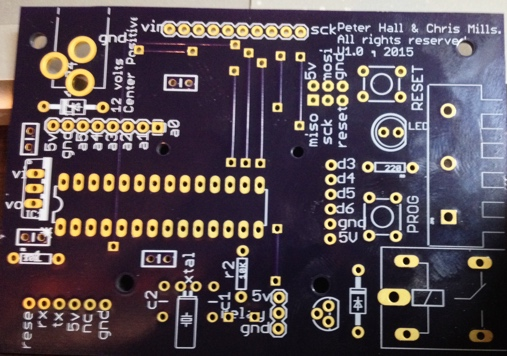 vin
sck
Peter Hall & Chris Mills.
All rights reserved
V1.0 , 2015
gnd
12 volts
Center Positive
5v
mosi
gnd
miso
sck
reset
RESET
LED
5v
gnd
a5
a4
a3
a2
a1
a0
d3
d4
d5
d6
gnd
5V
220
PROG
xtal
r2
10K
c2
c1
5v
gnd
reset
rx
tx
5v
nc
gnd